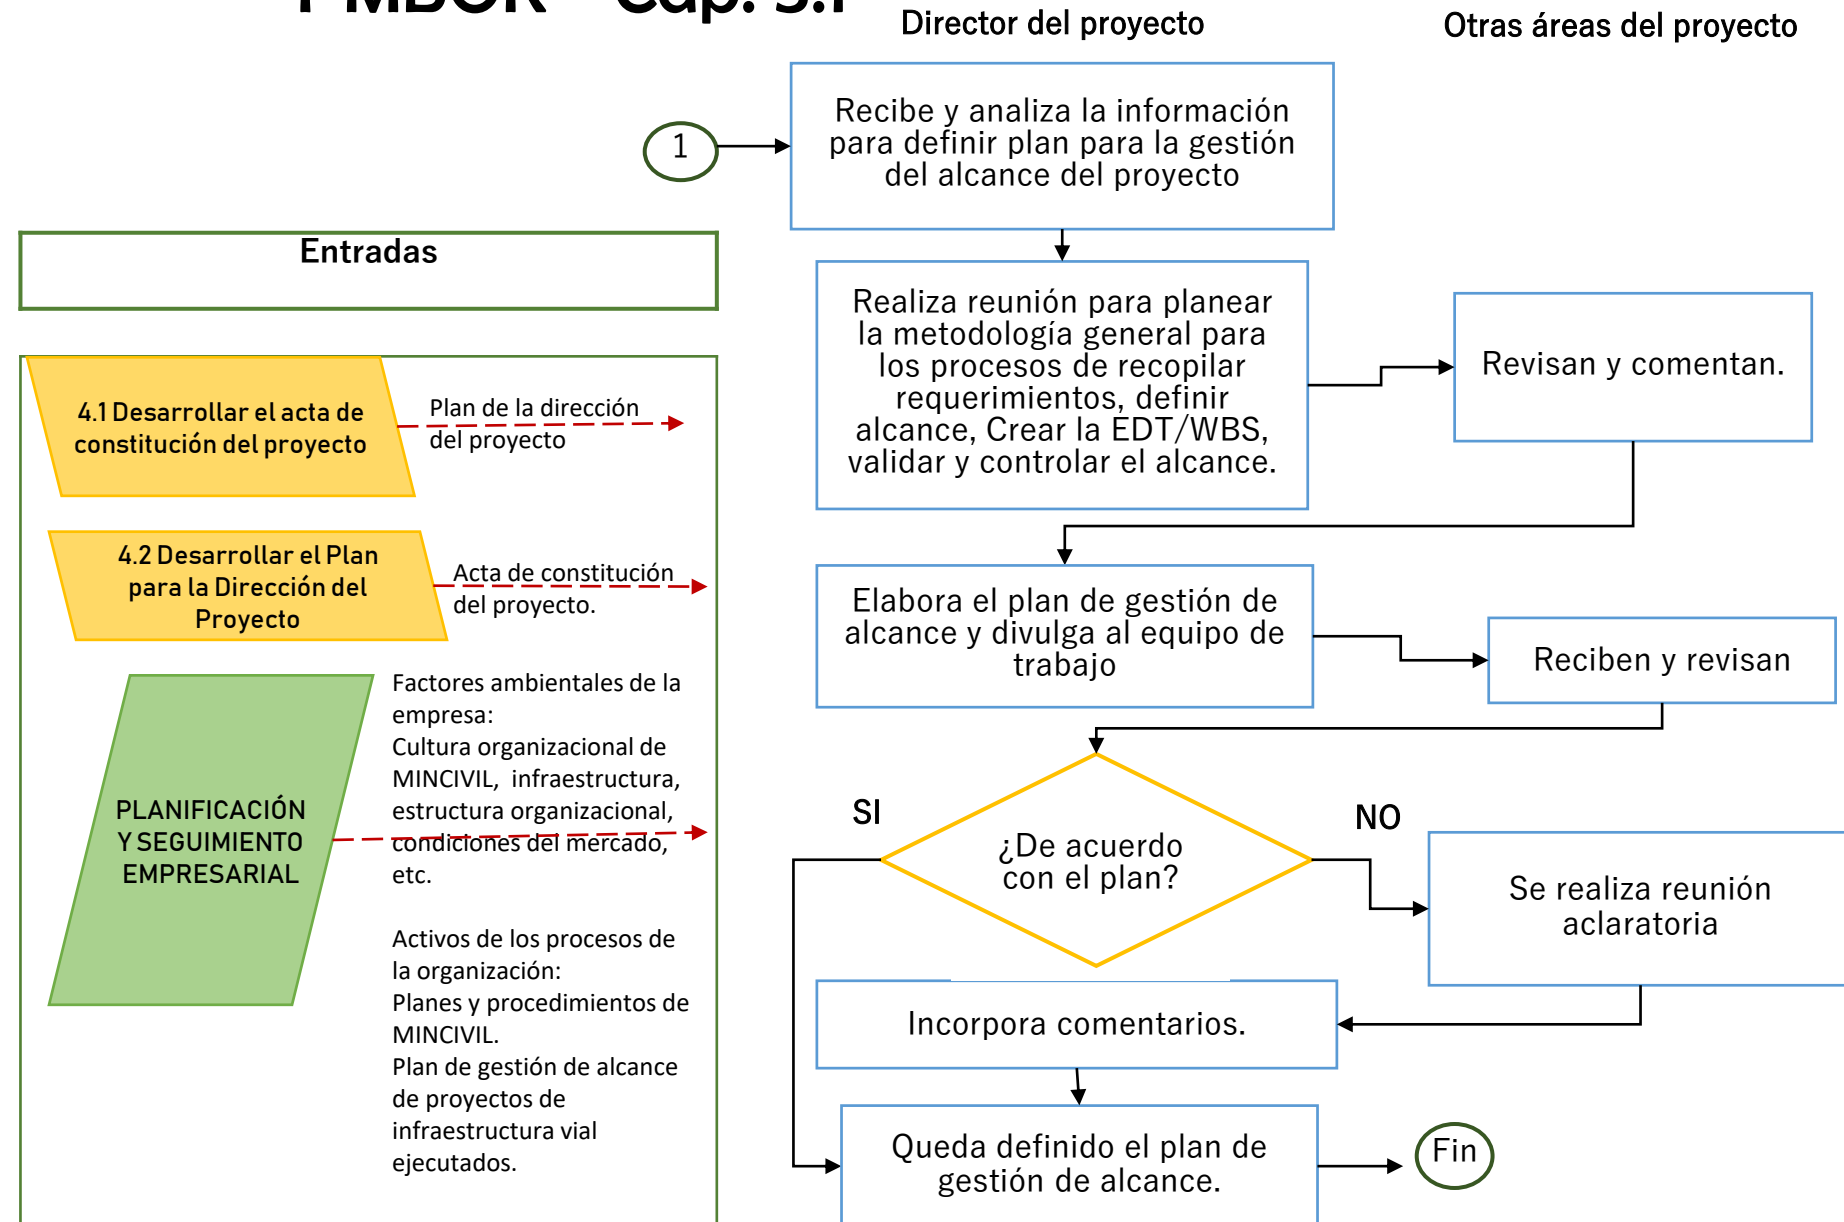 PMBOK – Cap. 5.1
Director del proyecto
Otras áreas del proyecto
1
Recibe y analiza la información
para definir plan para la gestión
del alcance del proyecto
Entradas
Realiza reunión para planear
la metodología general para
los procesos de recopilar
requerimientos, definir
alcance, Crear la EDT/WBS,
validar y controlar el alcance.
Revisan y comentan.
4.1 Desarrollar el acta de
constitución del proyecto
Plan de la dirección
del proyecto
4.2 Desarrollar el Plan
para la Dirección del
Proyecto
Acta de constitución
del proyecto.
Elabora el plan de gestión de
alcance y divulga al equipo de
trabajo
Reciben y revisan
PLANIFICACIÓN
Y SEGUIMIENTO
EMPRESARIAL
Factores ambientales de la
empresa:
Cultura organizacional de
MINCIVIL, infraestructura,
estructura organizacional,
condiciones del mercado,
etc.
Activos de los procesos de
la organización:
Planes y procedimientos de
MINCIVIL.
Plan de gestión de alcance
de proyectos de
infraestructura vial
ejecutados.
SI
¿De acuerdo
con el plan?
NO
Se realiza reunión
aclaratoria
Incorpora comentarios.
Queda definido el plan de
gestión de alcance.
Fin